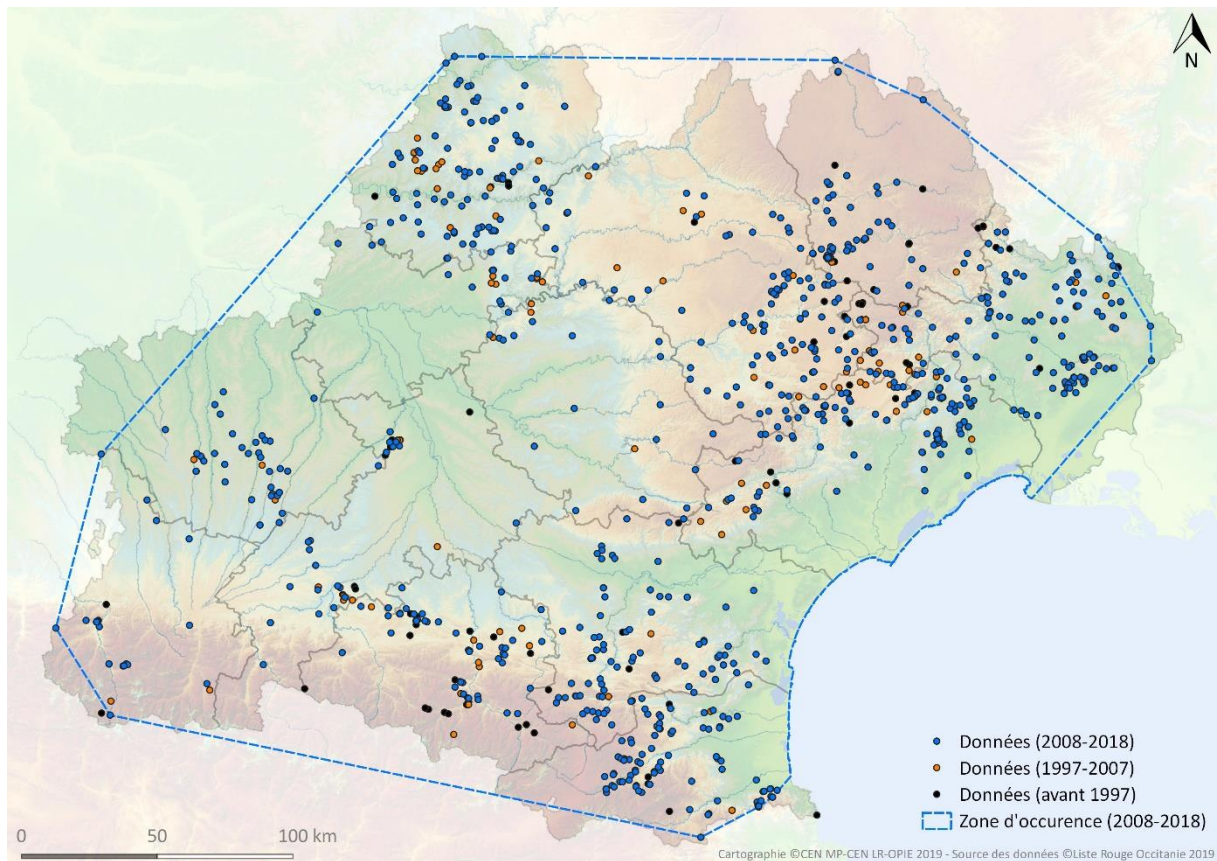 N
Données (2008-2018)
Données (1997-2007)
Données (avant 1997)
Zone d'occurence (2008-2018)
0 50 100 km
Cartographie ©CEN MP-CEN LR-OPIE 2019 - Source des données ©Liste Rouge Occitanie 2019